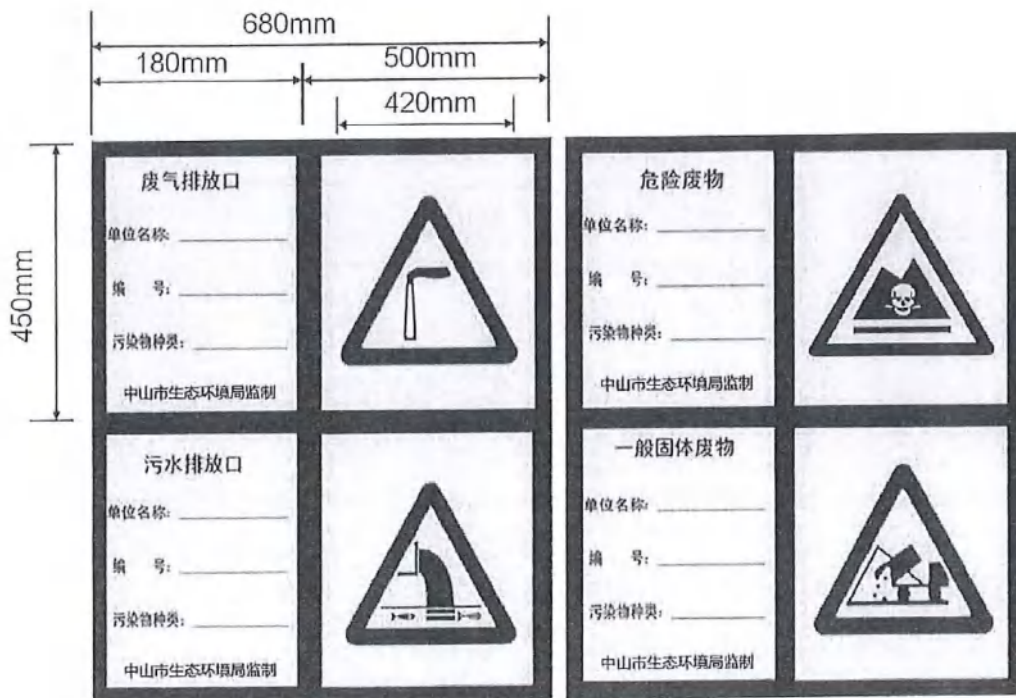 680mm
180mm
500mm
420mm
450mm
废气排放口
单位名称:
编 号:
污染物种类:
中山市生态环境局监制
危险废物
单位名称:
编 号:
污染物种类:
中山市生态环境局监制
污水排放口
单位名称:
编 号:
污染物种类:
中山市生态环境局监制
一般固体废物
单位名称:
编 号:
污染物种类:
中山市生态环境局监制